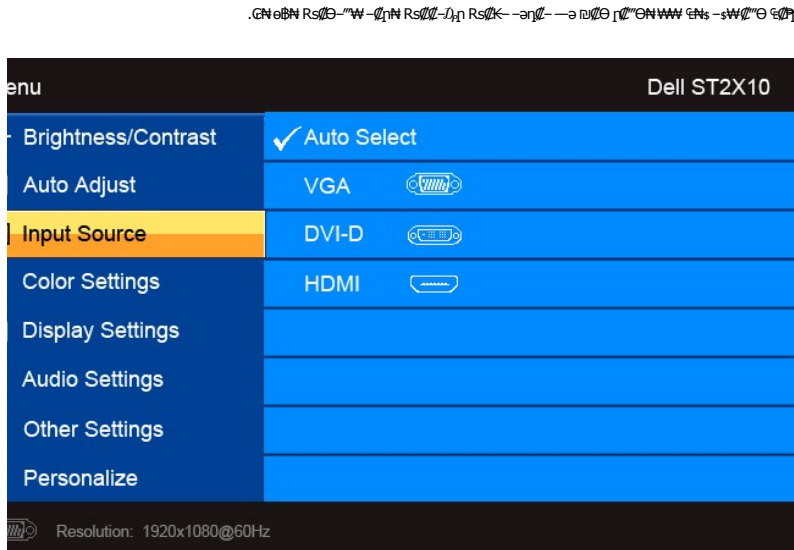 enu
Dell ST2X10
Brightness/Contrast
Auto Select
Auto Adjust
VGA
Input Source
DVI-D
Color Settings
HDMI
Display Settings
Audio Settings
Other Settings
Personalize
Resolution: 1920x1080@60Hz